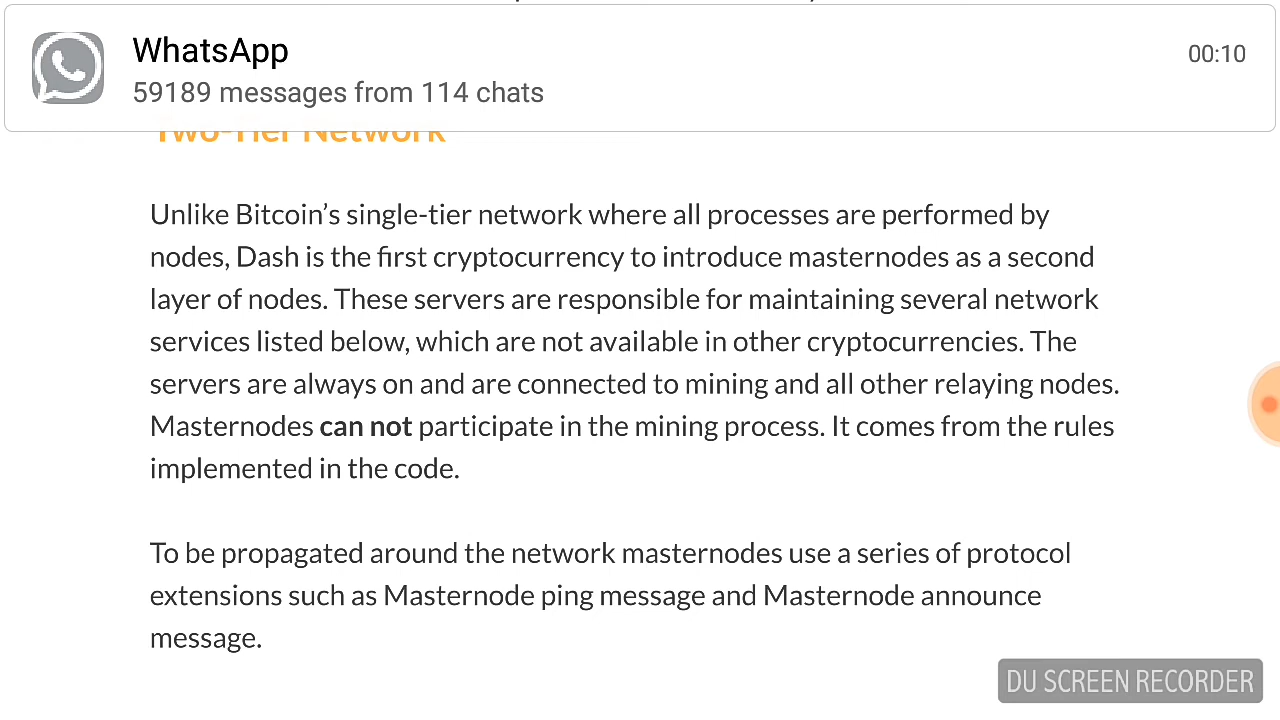 WhatsApp
00:10
59189 messages from 114 chats
Two-Tier Network
Unlike Bitcoin’s single-tier network where all processes are performed by
nodes, Dash is the first cryptocurrency to introduce masternodes as a second
layer of nodes. These servers are responsible for maintaining several network
services listed below, which are not available in other cryptocurrencies. The
servers are always on and are connected to mining and all other relaying nodes.
Masternodes can not participate in the mining process. It comes from the rules
implemented in the code.
To be propagated around the network masternodes use a series of protocol
extensions such as Masternode ping message and Masternode announce
message.
DU SCREEN RECORDER